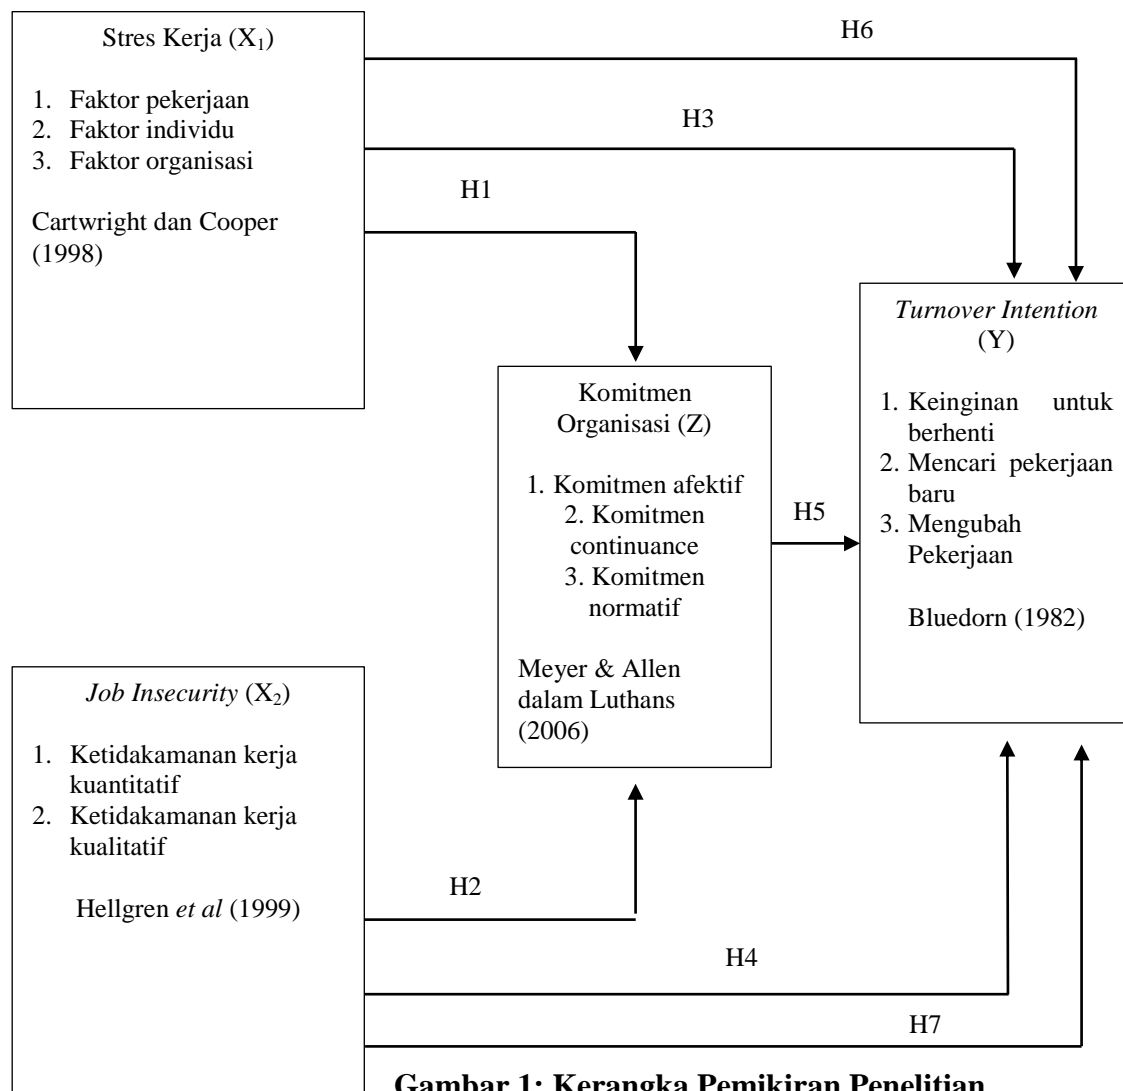 Stres Kerja (X₁)
1. Faktor pekerjaan
2. Faktor individu
3. Faktor organisasi
Cartwright dan Cooper
(1998)
H6
H3
H1
Turnover Intention
(Y)
1. Keinginan untuk
berhenti
2. Mencari pekerjaan
baru
3. Mengubah
Pekerjaan
Bluedorn (1982)
Komitmen
Organisasi (Z)
1. Komitmen afektif
2. Komitmen
continuance
3. Komitmen
normatif
Meyer & Allen
dalam Luthans
(2006)
H5
Job Insecurity (X₂)
1. Ketidakamanan kerja
kuantitatif
2. Ketidakamanan kerja
kualitatif
Hellgren et al (1999)
H2
H4
H7
Gambar 1: Kerangka Pemikiran Penelitian